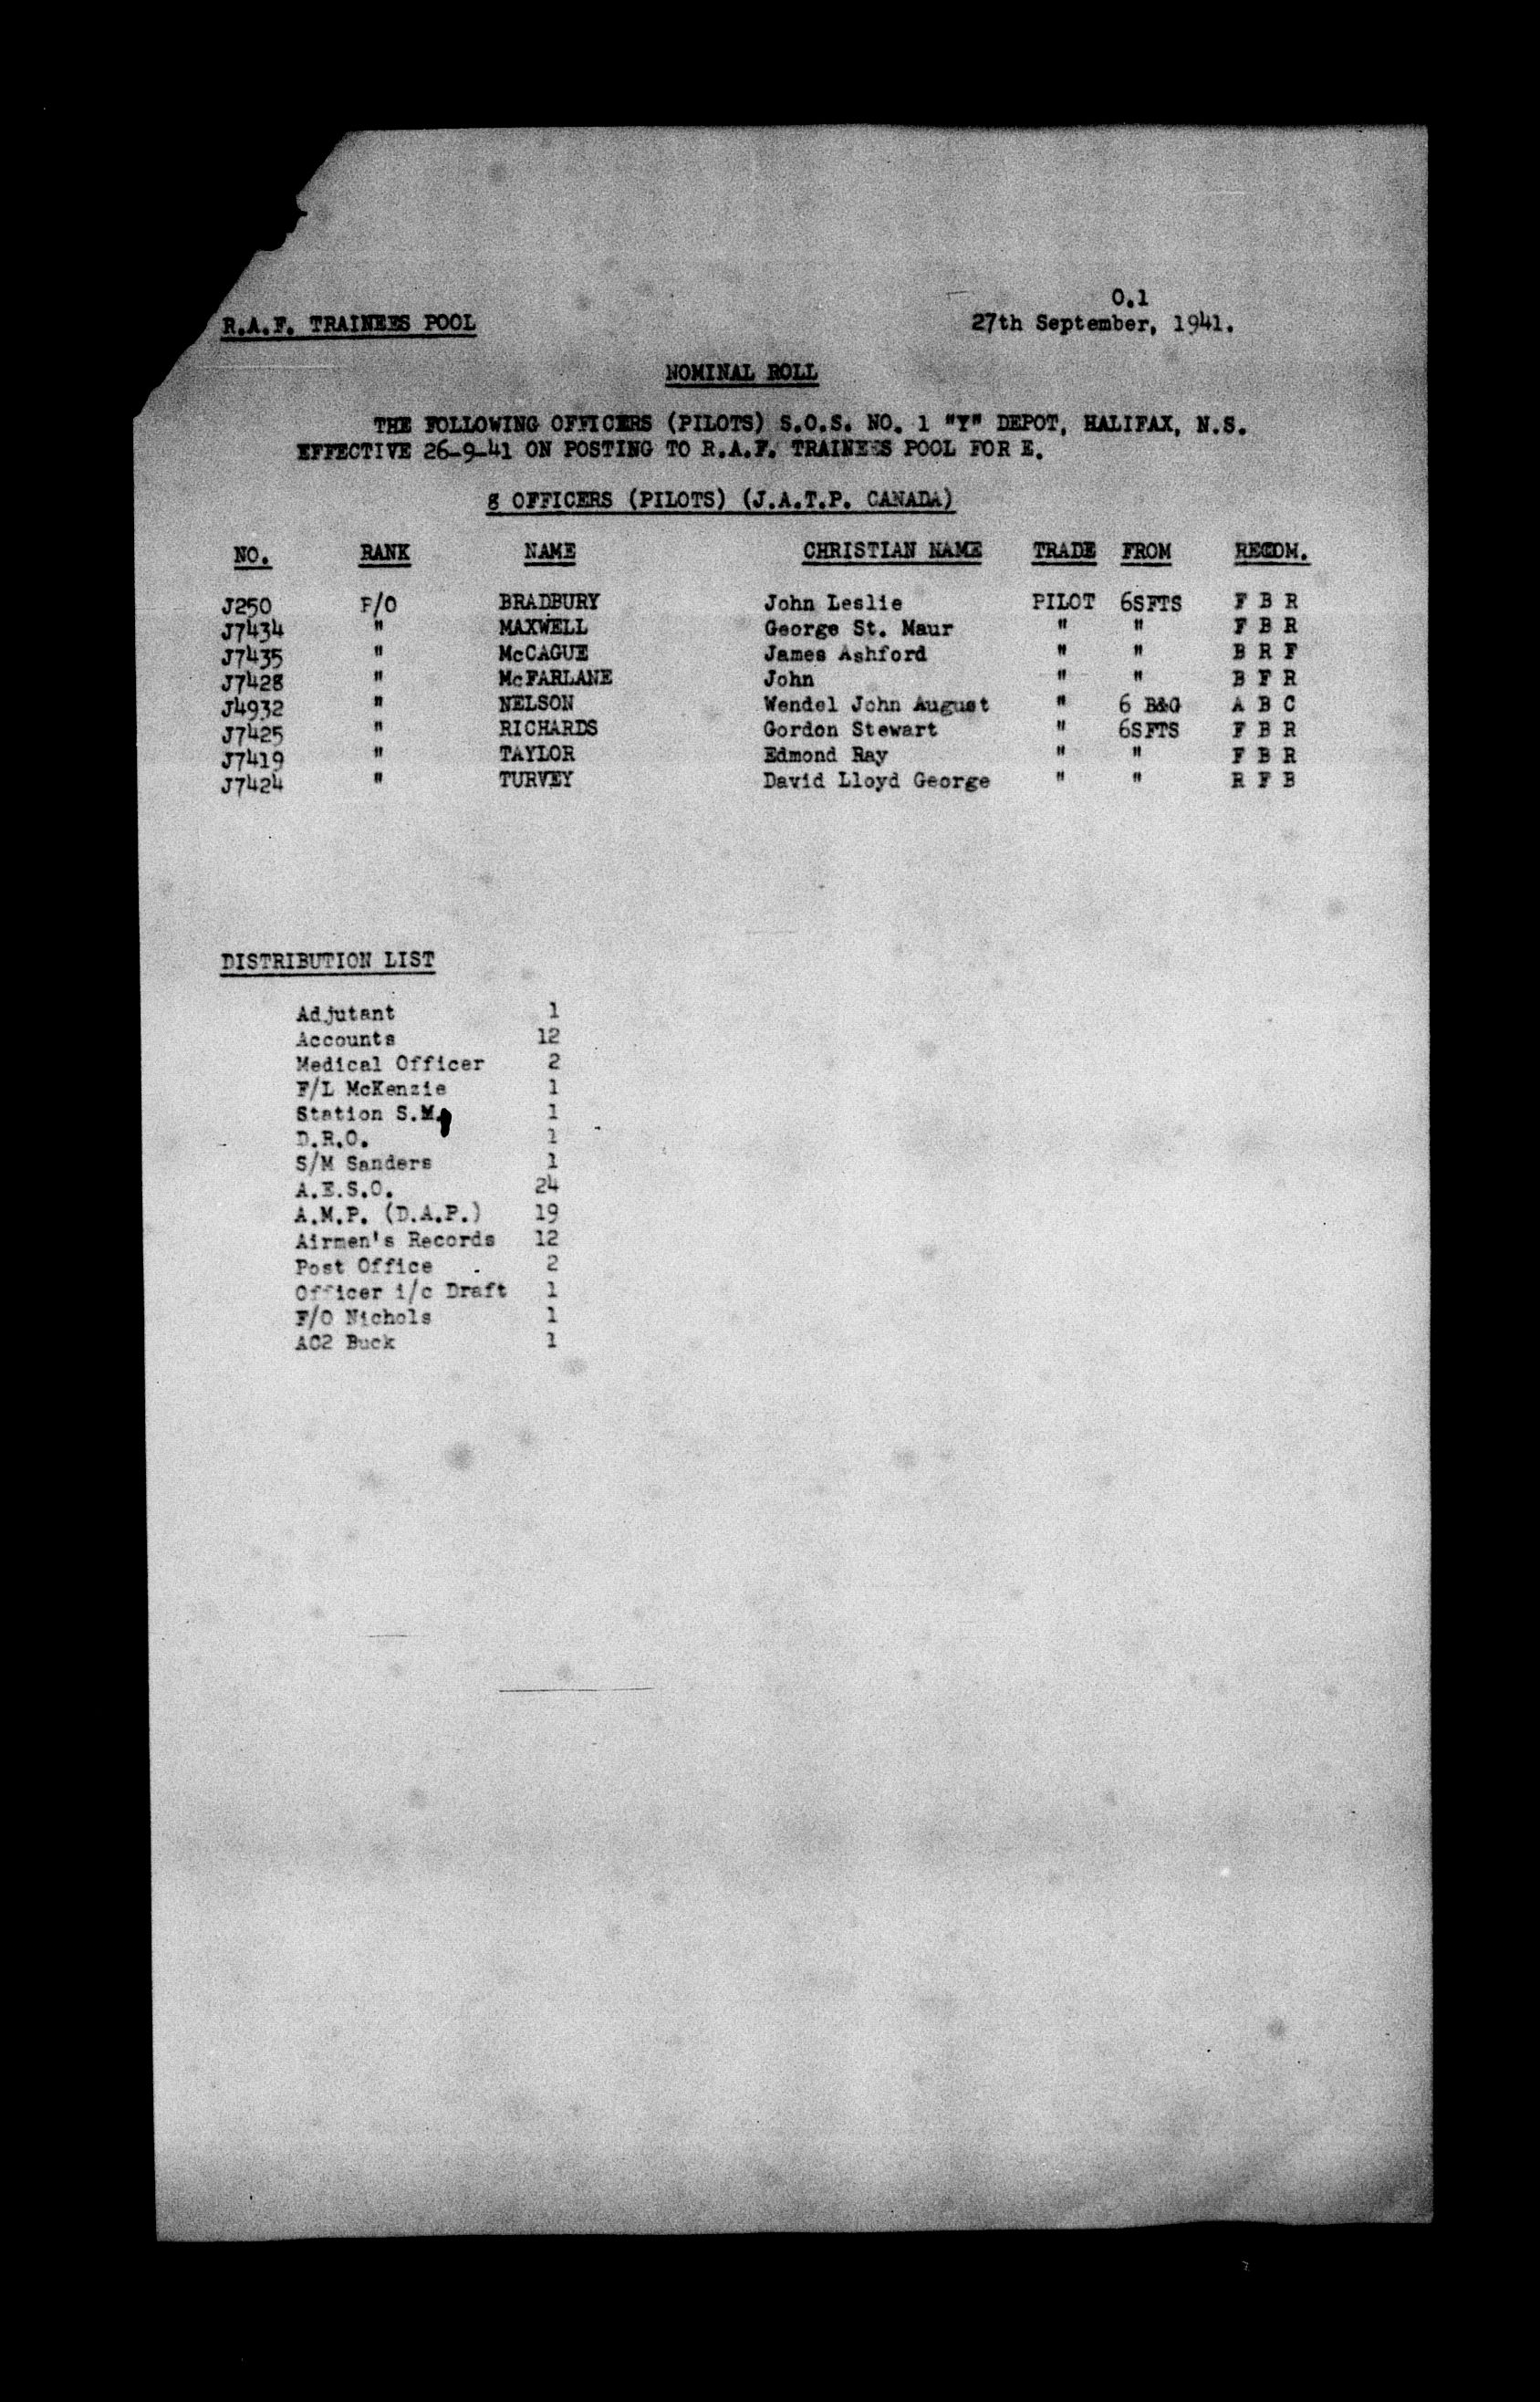 0.1
R.A.F. TRAINEES POOL 27th September, 1941.
NOMINAL ROLL
THE FOLLOWING OFFICERS (PILOTS) S.O.S. NO. 1 "Y" DEPOT, HALIFAX, N.S.
EFFECTIVE 26-9-41 ON POSTING TO R.A.F. TRAINEES POOL FOR E.
8 OFFICERS (PILOTS) (J.A.T.P. CANADA)
NO. RANK NAME CHRISTIAN NAME TRADE FROM RECOM.
J250 P/O BRADBURY John Leslie PILOT 6SFTS F B R
J7434 " MAXWELL George St. Maur " " F B R
J7435 " McCAGUE James Ashford " " B R F
J7428 " McFARLANE John " " B F R
J4932 " NELSON Wendel John August " 6 B&G A B C
J7425 " RICHARDS Gordon Stewart " 6SFTS F B R
J7419 " TAYLOR Edmond Ray " " F B R
J7424 " TURVEY David Lloyd George " " R F B
DISTRIBUTION LIST
Adjutant 1
Accounts 12
Medical Officer 2
F/L McKenzie 1
Station S.M. 1
D.R.O. 1
S/M Sanders 1
A.E.S.O. 24
A.M.P. (D.A.P.) 19
Airmen's Records 12
Post Office 2
Officer i/c Draft 1
F/O Nichols 1
AC2 Buck 1